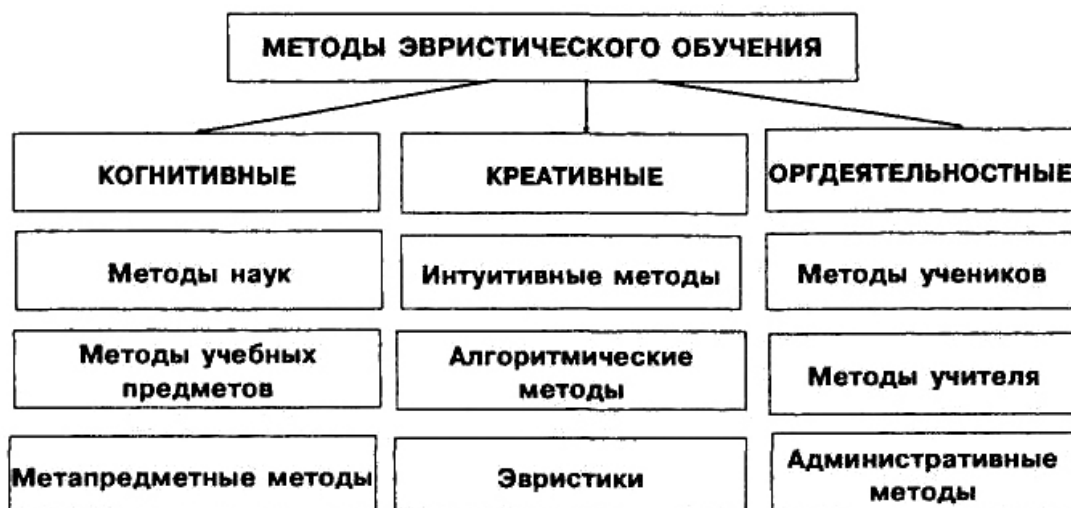 МЕТОДЫ ЭВРИСТИЧЕСКОГО ОБУЧЕНИЯ
КОГНИТИВНЫЕ
КРЕАТИВНЫЕ
ОРГДЕЯТЕЛЬНОСТНЫЕ
Методы наук
Интуитивные методы
Методы учеников
Методы учебных
предметов
Алгоритмические
методы
Методы учителя
Метапредметные методы
Эвристики
Административные
методы